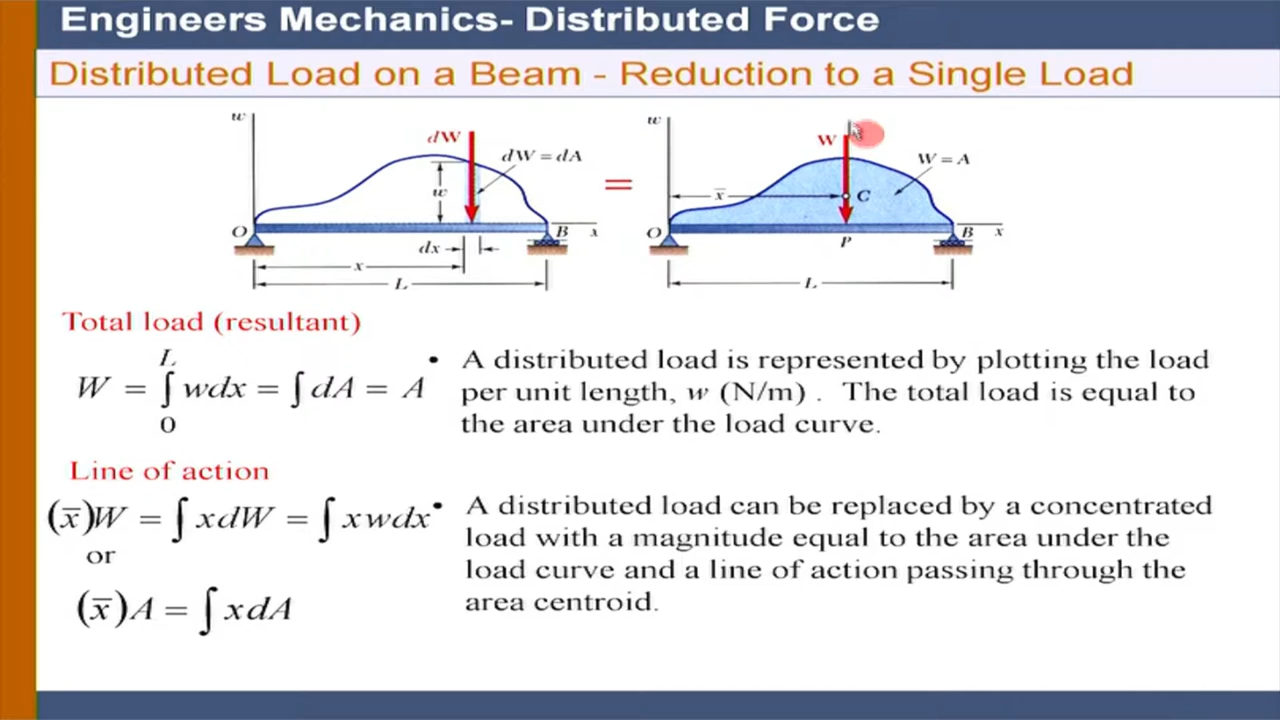 Engineers Mechanics- Distributed Force
Distributed Load on a Beam - Reduction to a Single Load
w
dW
dW = dA
w
O
B
x
dx
x
L
=
w
W
W = A
x̄
C
O
B
x
P
L
Total load (resultant)
W = ∫₀ᴸ wdx = ∫ dA = A
• A distributed load is represented by plotting the load
per unit length, w (N/m) . The total load is equal to
the area under the load curve.
Line of action
(x̄)W = ∫ xdW = ∫ xwdx
or
(x̄)A = ∫ xdA
• A distributed load can be replaced by a concentrated
load with a magnitude equal to the area under the
load curve and a line of action passing through the
area centroid.